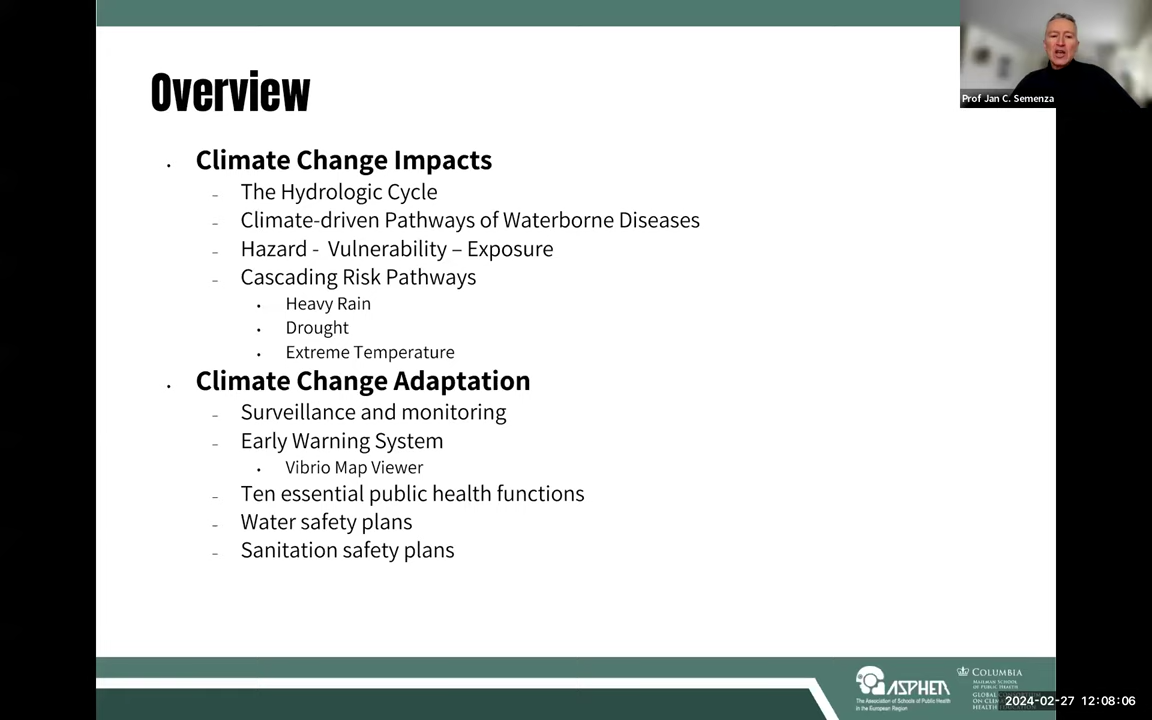 Overview
Prof Jan C. Semenza
• Climate Change Impacts
– The Hydrologic Cycle
– Climate-driven Pathways of Waterborne Diseases
– Hazard - Vulnerability – Exposure
– Cascading Risk Pathways
• Heavy Rain
• Drought
• Extreme Temperature
• Climate Change Adaptation
– Surveillance and monitoring
– Early Warning System
• Vibrio Map Viewer
– Ten essential public health functions
– Water safety plans
– Sanitation safety plans
ASPHER
The Association of Schools of Public Health
in the European Region
COLUMBIA
MAILMAN SCHOOL
OF PUBLIC HEALTH
GLOBAL
ON
HEALTH
2024-02-27 12:08:06